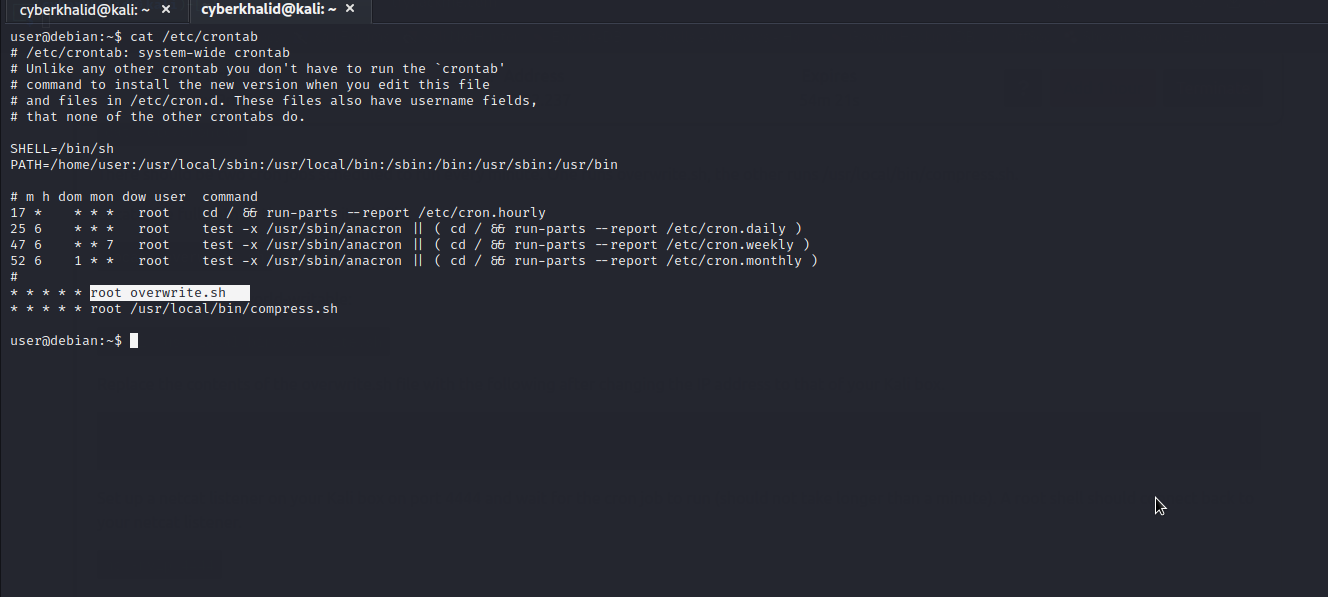 cyberkhalid@kali: ~ × cyberkhalid@kali: ~ ×
user@debian:~$ cat /etc/crontab
# /etc/crontab: system-wide crontab
# Unlike any other crontab you don't have to run the `crontab'
# command to install the new version when you edit this file
# and files in /etc/cron.d. These files also have username fields,
# that none of the other crontabs do.

SHELL=/bin/sh
PATH=/home/user:/usr/local/sbin:/usr/local/bin:/sbin:/bin:/usr/sbin:/usr/bin

# m h dom mon dow user  command
17 *    * * *   root    cd / && run-parts --report /etc/cron.hourly
25 6    * * *   root    test -x /usr/sbin/anacron || ( cd / && run-parts --report /etc/cron.daily )
47 6    * * 7   root    test -x /usr/sbin/anacron || ( cd / && run-parts --report /etc/cron.weekly )
52 6    1 * *   root    test -x /usr/sbin/anacron || ( cd / && run-parts --report /etc/cron.monthly )
#
* * * * * root overwrite.sh
* * * * * root /usr/local/bin/compress.sh

user@debian:~$